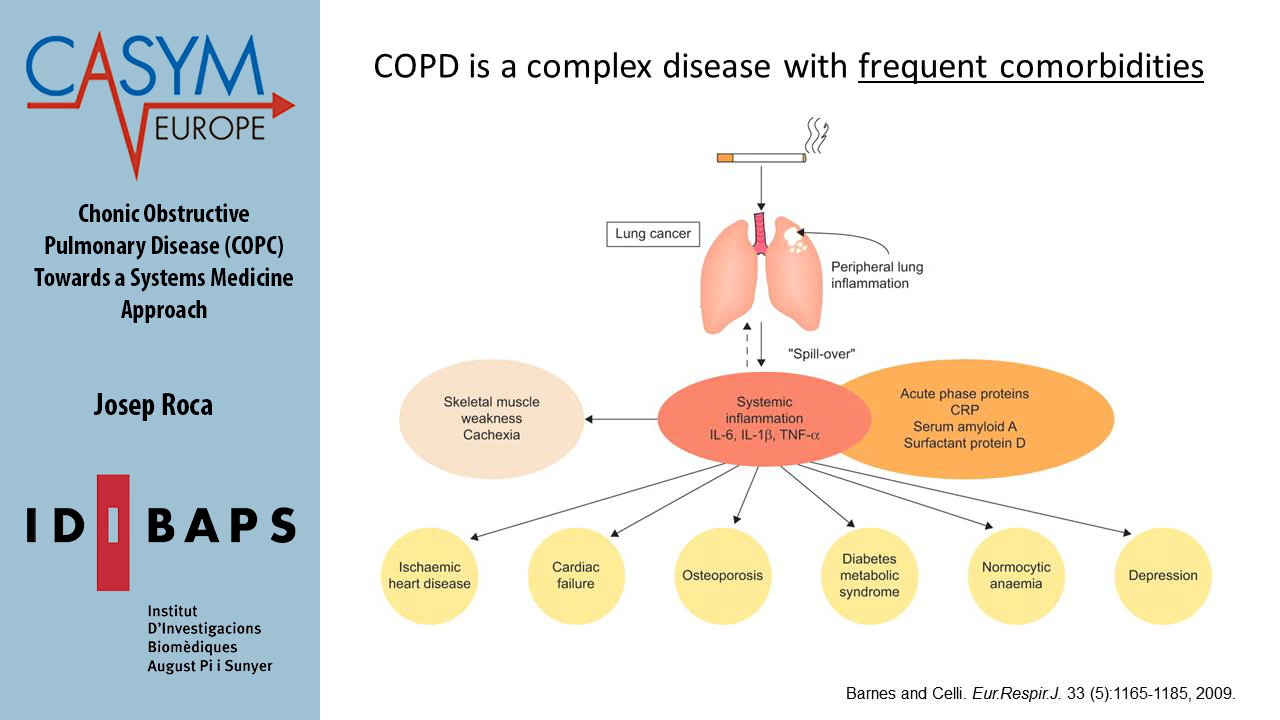 CASYM
EUROPE
Chonic Obstructive
Pulmonary Disease (COPC)
Towards a Systems Medicine
Approach
Josep Roca
IDIBAPS
Institut
D'Investigacions
Biomèdiques
August Pi i Sunyer
COPD is a complex disease with frequent comorbidities
Lung cancer
Peripheral lung
inflammation
"Spill-over"
Skeletal muscle
weakness
Cachexia
Systemic
inflammation
IL-6, IL-1β, TNF-α
Acute phase proteins
CRP
Serum amyloid A
Surfactant protein D
Ischaemic
heart disease
Cardiac
failure
Osteoporosis
Diabetes
metabolic
syndrome
Normocytic
anaemia
Depression
Barnes and Celli. Eur.Respir.J. 33 (5):1165-1185, 2009.